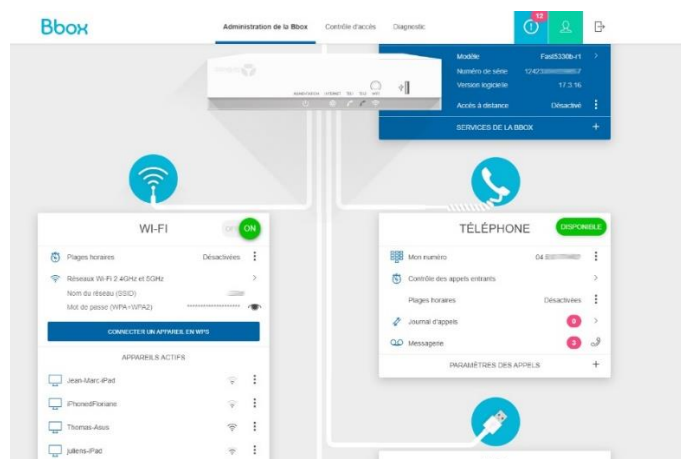 Bbox
Administration de la Bbox
Contrôle d'accès
Diagnostic
12
Modèle Fast5330b-r1
Numéro de série 12423
Version logicielle 17.3.16
Accès à distance Désactivé
SERVICES DE LA BBOX +
WI-FI ON
Plages horaires Désactivées
Réseaux Wi-Fi 2.4GHz et 5GHz
Nom du réseau (SSID)
Mot de passe (WPA+WPA2)
CONNECTER UN APPAREIL EN WPS
APPAREILS ACTIFS
Jean-Marc-iPad
iPhonedFloriane
Thomas-Asus
juliens-iPad
TÉLÉPHONE DISPONIBLE
Mon numéro 04
Contrôle des appels entrants
Plages horaires Désactivées
Journal d'appels
Messagerie 3
PARAMÈTRES DES APPELS +